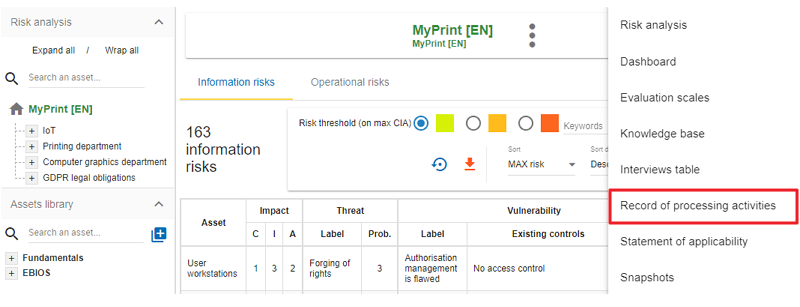 Risk analysis
Expand all / Wrap all
Search an asset...
MyPrint [EN]
IoT
Printing department
Computer graphics department
GDPR legal obligations
Assets library
Search an asset...
Fundamentals
EBIOS
MyPrint [EN]
MyPrint [EN]
Information risks
Operational risks
163
information
risks
Risk threshold (on max CIA)
Keywords
Sort
MAX risk
Sort d
Desc
Asset
Impact
Threat
Vulnerability
C I A
Label
Prob.
Label
Existing controls
User
workstations
1 3 2
Forging of
rights
3
Authorisation
management
is flawed
No access control
Risk analysis
Dashboard
Evaluation scales
Knowledge base
Interviews table
Record of processing activities
Statement of applicability
Snapshots